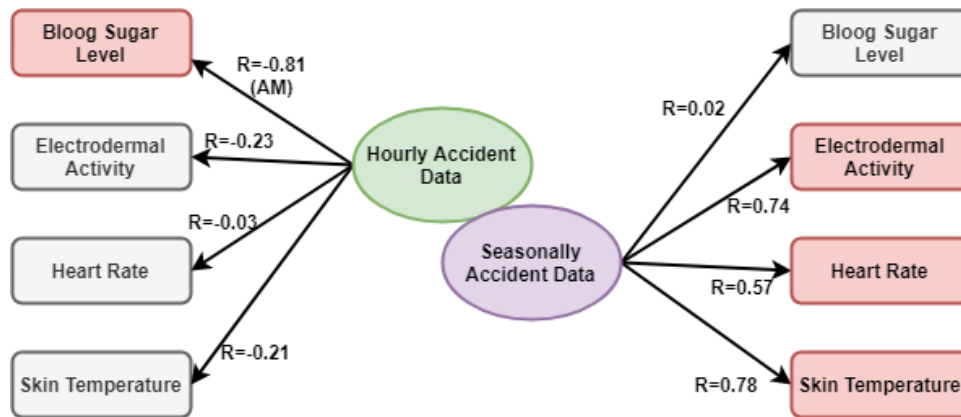 Bloog Sugar
Level
R=-0.81
(AM)
Electrodermal
Activity
R=-0.23
Heart Rate
R=-0.03
Skin Temperature
R=-0.21
Hourly Accident
Data
Seasonally
Accident Data
Bloog Sugar
Level
R=0.02
Electrodermal
Activity
R=0.74
Heart Rate
R=0.57
Skin Temperature
R=0.78